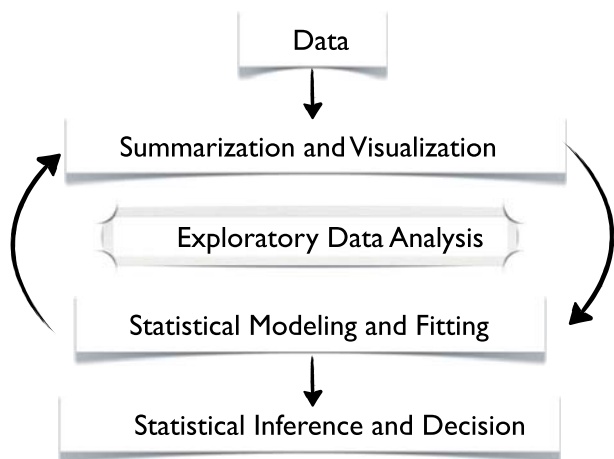 Data
Summarization and Visualization
Exploratory Data Analysis
Statistical Modeling and Fitting
Statistical Inference and Decision